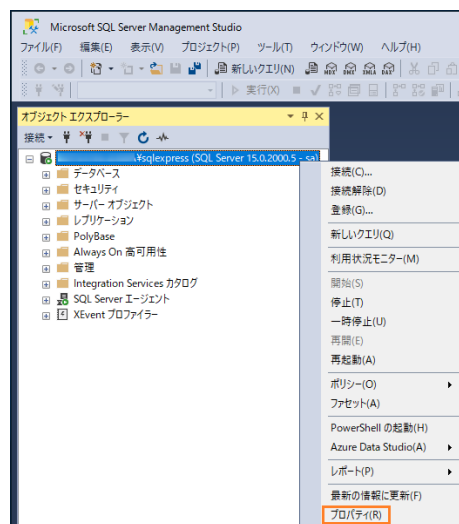 Microsoft SQL Server Management Studio
ファイル(F) 編集(E) 表示(V) プロジェクト(P) ツール(T) ウィンドウ(W) ヘルプ(H)
新しいクエリ(N) MDX DMX XMLA DAX
実行(X)
オブジェクト エクスプローラー
接続
¥sqlexpress (SQL Server 15.0.2000.5 - sa)
データベース
セキュリティ
サーバー オブジェクト
レプリケーション
PolyBase
Always On 高可用性
管理
Integration Services カタログ
SQL Server エージェント
XEvent プロファイラー
接続(C)...
接続解除(D)
登録(G)...
新しいクエリ(Q)
利用状況モニター(M)
開始(S)
停止(T)
一時停止(U)
再開(E)
再起動(A)
ポリシー(O)
ファセット(A)
PowerShell の起動(H)
Azure Data Studio(A)
レポート(P)
最新の情報に更新(F)
プロパティ(R)